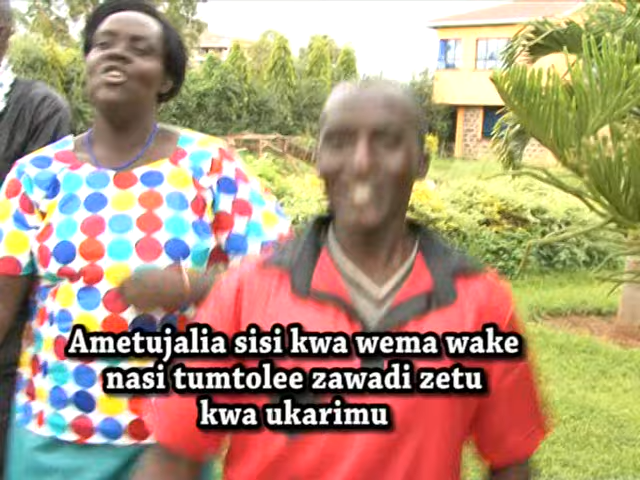 Ametujalia sisi kwa wema wake
nasi tumtolee zawadi zetu
kwa ukarimu